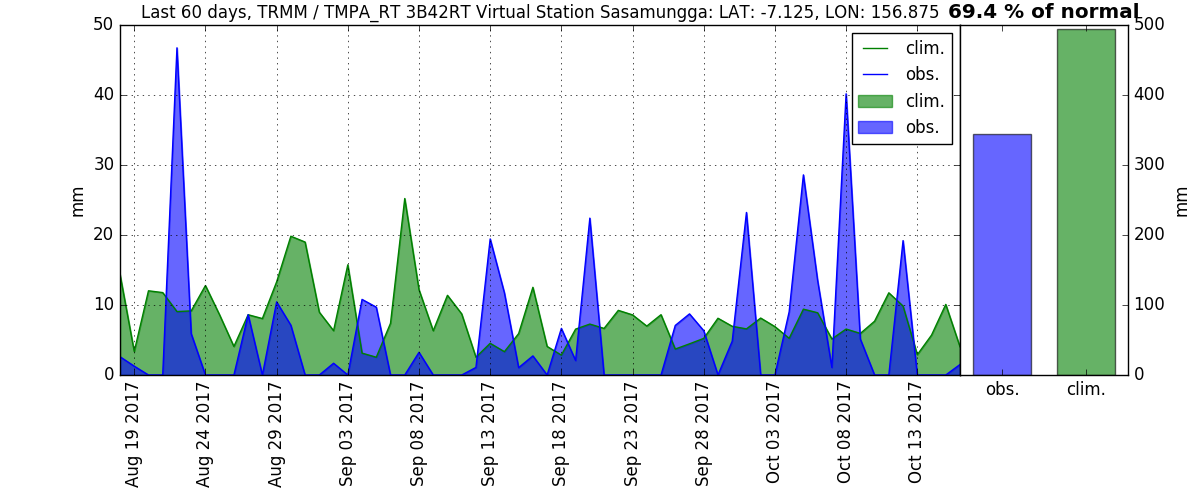 Last 60 days, TRMM / TMPA_RT 3B42RT Virtual Station Sasamungga: LAT: -7.125, LON: 156.875 69.4 % of normal
50
40
30
20
10
0
mm
clim.
obs.
clim.
obs.
500
400
300
200
100
0
mm
obs. clim.
Aug 19 2017
Aug 24 2017
Aug 29 2017
Sep 03 2017
Sep 08 2017
Sep 13 2017
Sep 18 2017
Sep 23 2017
Sep 28 2017
Oct 03 2017
Oct 08 2017
Oct 13 2017